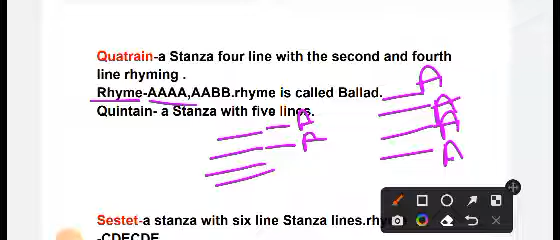 Quatrain-a Stanza four line with the second and fourth
line rhyming .
Rhyme-AAAA,AABB.rhyme is called Ballad.
Quintain- a Stanza with five lines.
A
A
A
A
A
A
Sestet-a stanza with six line Stanza lines.rhy
-CDECDE